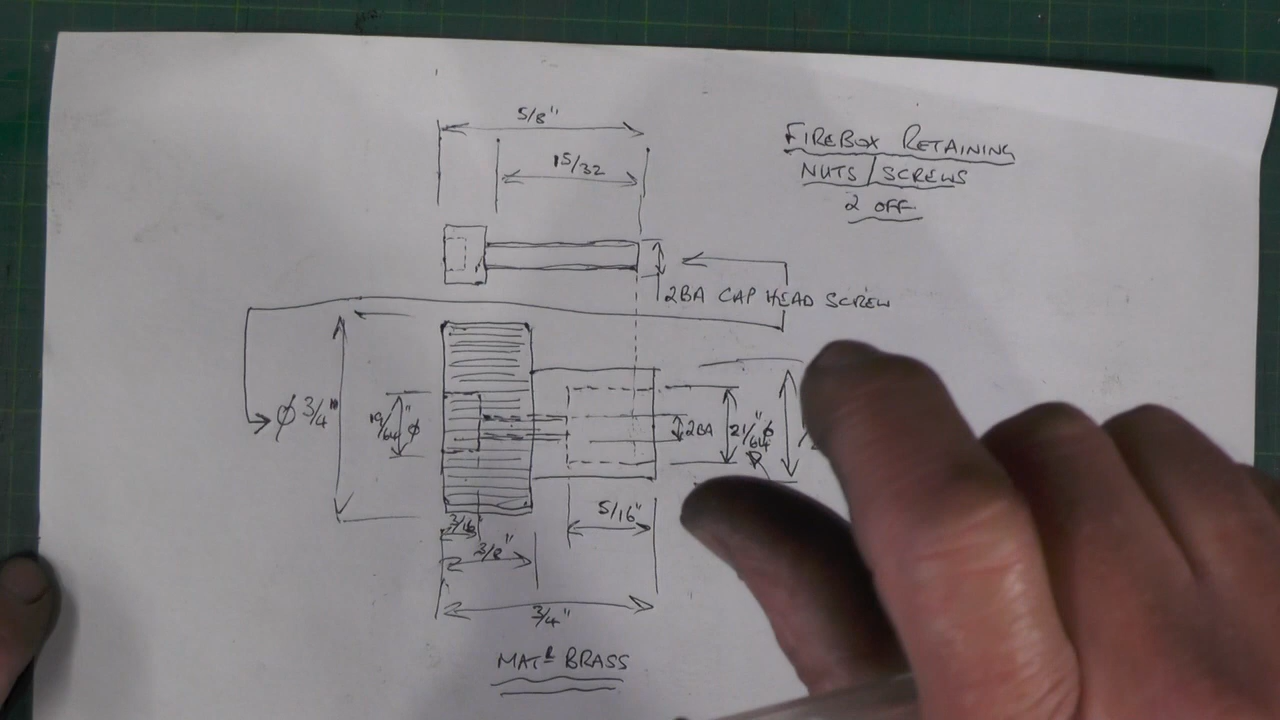 5/8"
15/32
FIREBOX RETAINING
NUTS/SCREWS
2 OFF
2BA CAP HEAD SCREW
φ 3/4"
19/64" φ
2BA
21/64" φ
5/16"
3/16"
3/8"
3/4"
MATL BRASS